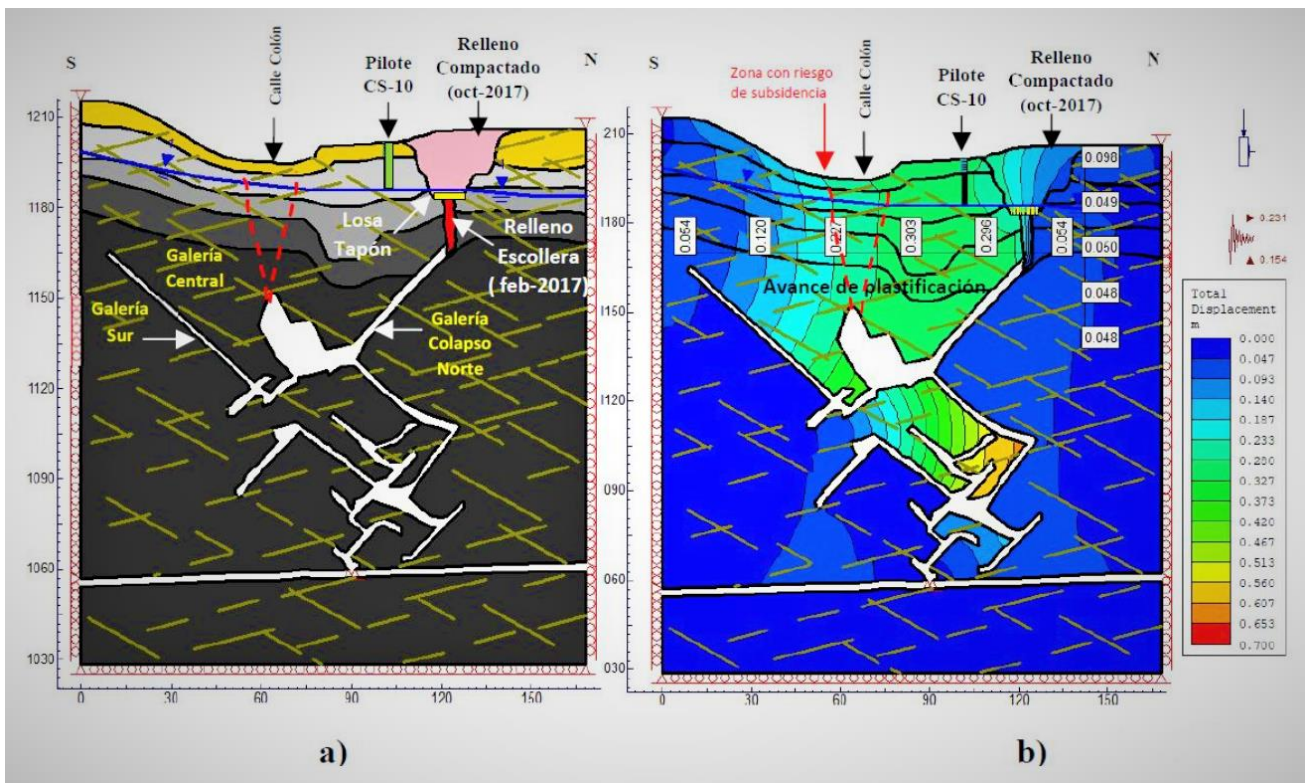 S
Calle Colón
Pilote
CS-10
Relleno
Compactado
(oct-2017)
N
1210
1180
1150
1120
1090
1060
1030
0
30
60
90
120
150
Losa
Tapón
Relleno
Escollera
(feb-2017)
Galería
Central
Galería
Sur
Galería
Colapso
Norte
a)
S
Zona con riesgo
de subsidencia
Calle Colón
Pilote
CS-10
Relleno
Compactado
(oct-2017)
N
210
180
150
120
090
060
030
0
30
60
90
120
150
0.054
0.120
0.303
0.296
0.054
0.098
0.049
0.050
0.048
0.048
Avance de plastificación
b)
0.231
0.154
Total
Displacement
m
0.000
0.047
0.093
0.140
0.187
0.233
0.280
0.327
0.373
0.420
0.467
0.513
0.560
0.607
0.653
0.700